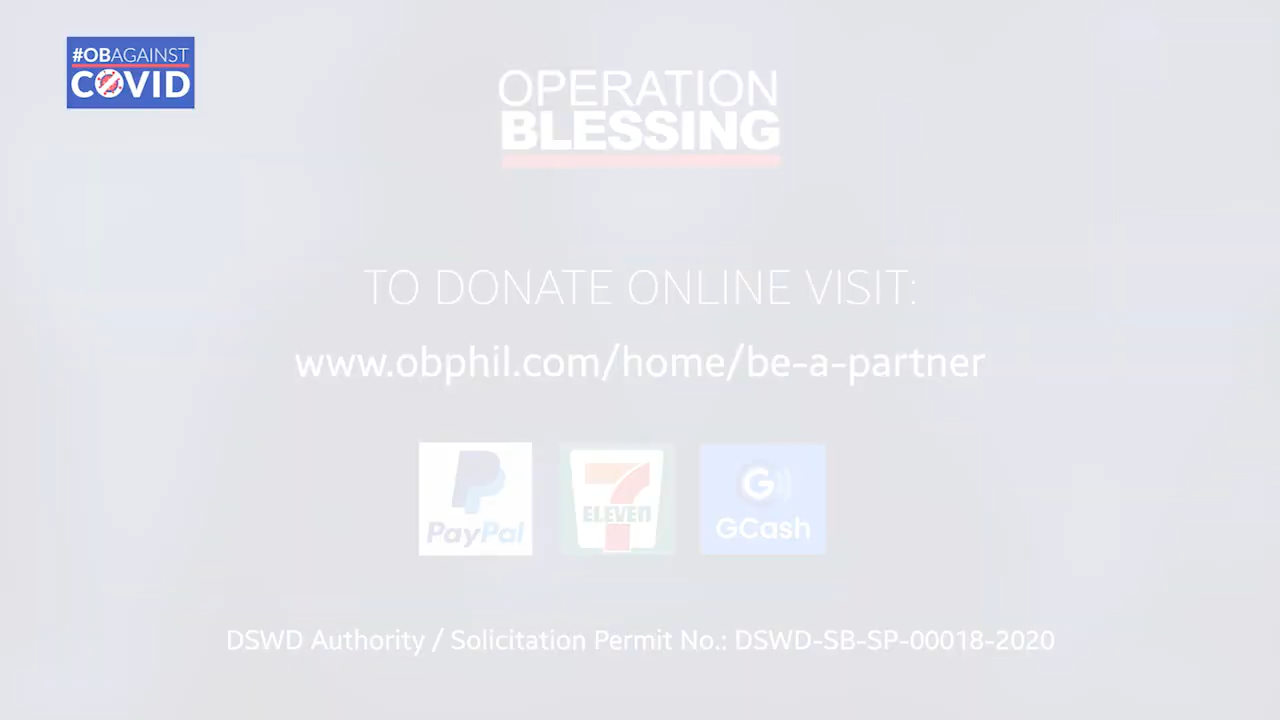 #OBAGAINST
COVID
OPERATION
BLESSING
TO DONATE ONLINE VISIT:
www.obphil.com/home/be-a-partner
PayPal
7
ELEVEN
G
GCash
DSWD Authority / Solicitation Permit No.: DSWD-SB-SP-00018-2020